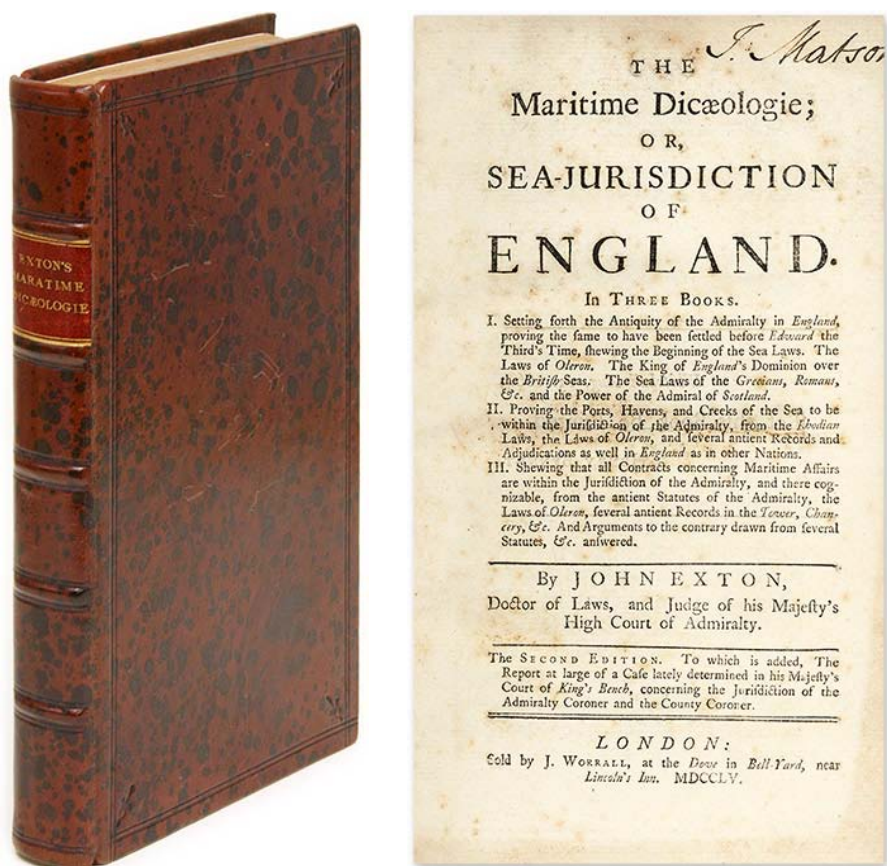 EXTON'S
MARATIME
DICÆOLOGIE
J. Matson
THE
Maritime Dicæologie;
OR,
SEA-JURISDICTION
OF
ENGLAND.
In THREE BOOKS.
I. Setting forth the Antiquity of the Admiralty in England,
proving the ſame to have been ſettled before Edward the
Third's Time, ſhewing the Beginning of the Sea Laws. The
Laws of Oleron. The King of England's Dominion over
the Britiſh Seas. The Sea Laws of the Grecians, Romans,
&c. and the Power of the Admiral of Scotland.
II. Proving the Ports, Havens, and Creeks of the Sea to be
within the Juriſdiction of the Admiralty, from the Rhodian
Laws, the Laws of Oleron, and ſeveral antient Records and
Adjudications as well in England as in other Nations.
III. Shewing that all Contracts concerning Maritime Affairs
are within the Juriſdiction of the Admiralty, and there cog-
nizable, from the antient Statutes of the Admiralty, the
Laws of Oleron, ſeveral antient Records in the Tower, Chan-
cery, &c. And Arguments to the contrary drawn from ſeveral
Statutes, &c. anſwered.
By JOHN EXTON,
Doctor of Laws, and Judge of his Majeſty's
High Court of Admiralty.
The SECOND EDITION. To which is added, The
Report at large of a Caſe lately determined in his Majeſty's
Court of King's Bench, concerning the Juriſdiction of the
Admiralty Coroner and the County Coroner.
LONDON:
Sold by J. WORRALL, at the Dove in Bell-Yard, near
Lincoln's Inn. MDCCLV.